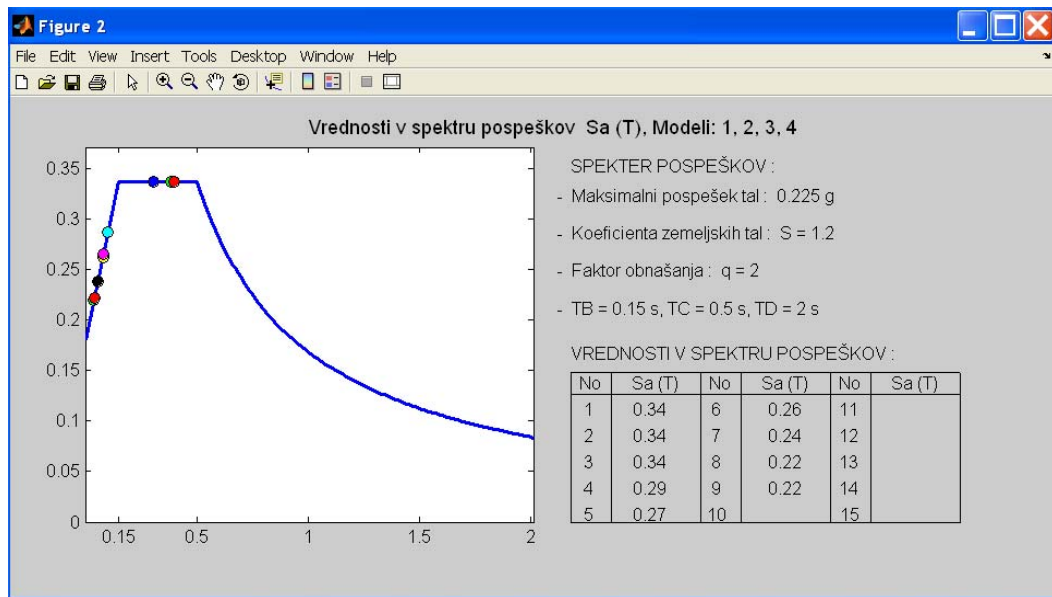 Figure 2
File Edit View Insert Tools Desktop Window Help
Vrednosti v spektru pospeškov Sa (T), Modeli: 1, 2, 3, 4
0.35
0.3
0.25
0.2
0.15
0.1
0.05
0
0.15 0.5 1 1.5 2
SPEKTER POSPEŠKOV :
- Maksimalni pospešek tal : 0.225 g
- Koeficienta zemeljskih tal : S = 1.2
- Faktor obnašanja : q = 2
- TB = 0.15 s, TC = 0.5 s, TD = 2 s
VREDNOSTI V SPEKTRU POSPEŠKOV :
No Sa (T) No Sa (T) No Sa (T)
1 0.34 6 0.26 11
2 0.34 7 0.24 12
3 0.34 8 0.22 13
4 0.29 9 0.22 14
5 0.27 10 15